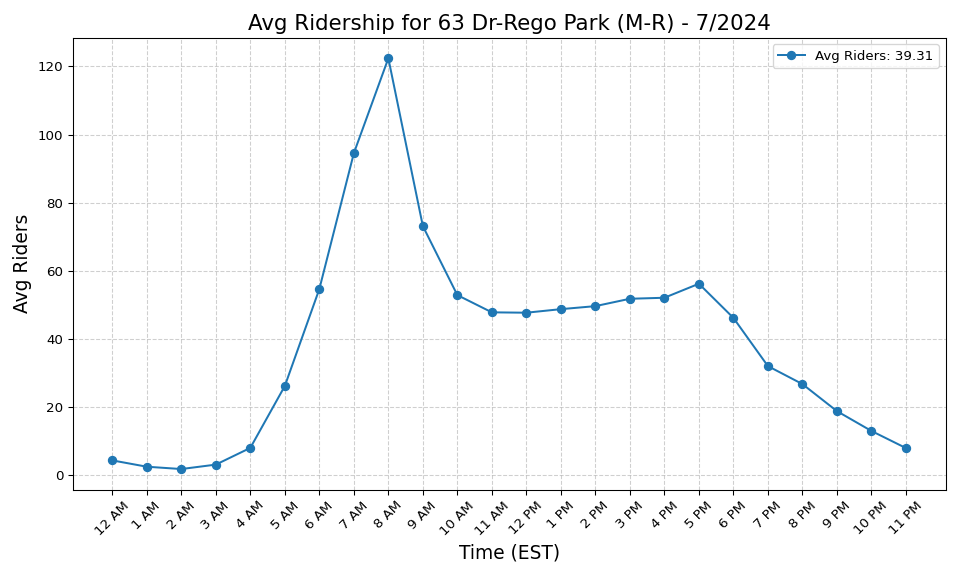 Avg Ridership for 63 Dr-Rego Park (M-R) - 7/2024
Avg Riders: 39.31
120
100
80
60
40
20
0
Avg Riders
12 AM
1 AM
2 AM
3 AM
4 AM
5 AM
6 AM
7 AM
8 AM
9 AM
10 AM
11 AM
12 PM
1 PM
2 PM
3 PM
4 PM
5 PM
6 PM
7 PM
8 PM
9 PM
10 PM
11 PM
Time (EST)